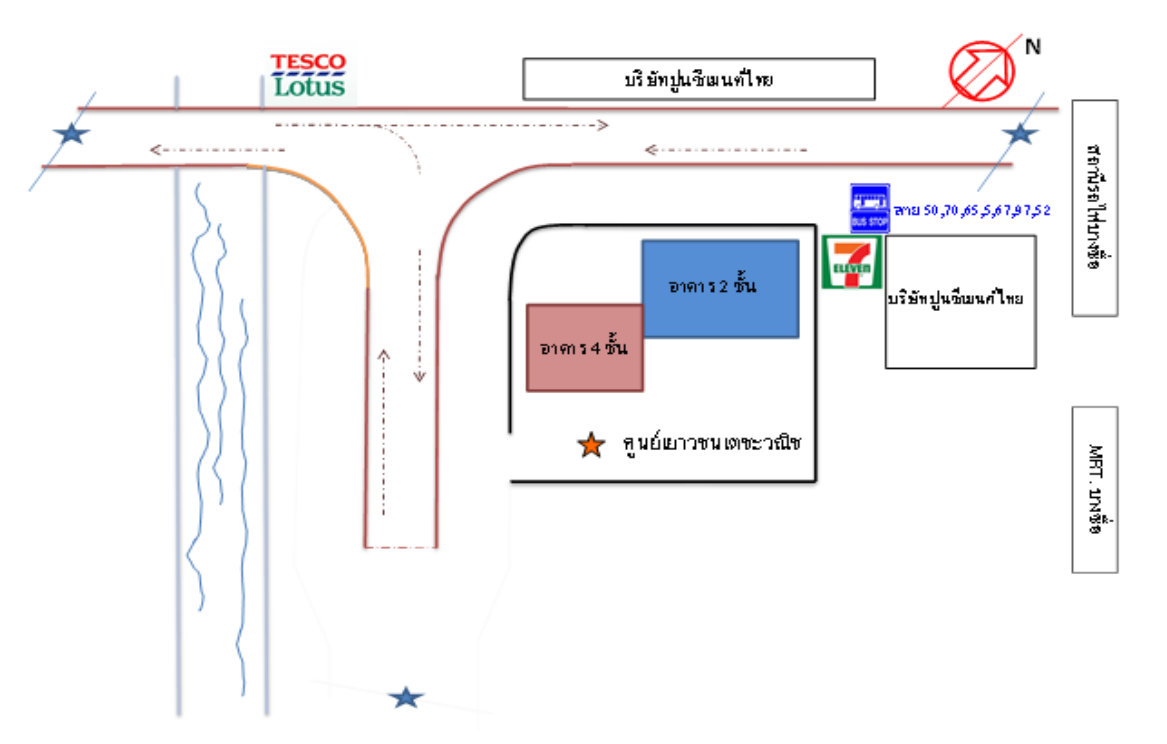 TESCO
Lotus
บริษัทปูนซีเมนต์ไทย
N
สถานีรถไฟบางซื่อ
BUS STOP
สาย 50,70,65,5,67,97,52
7
ELEVEN
บริษัทปูนซีเมนต์ไทย
อาคาร 2 ชั้น
อาคาร 4 ชั้น
ศูนย์เยาวชนเตชะวณิช
MRT. บางซื่อ